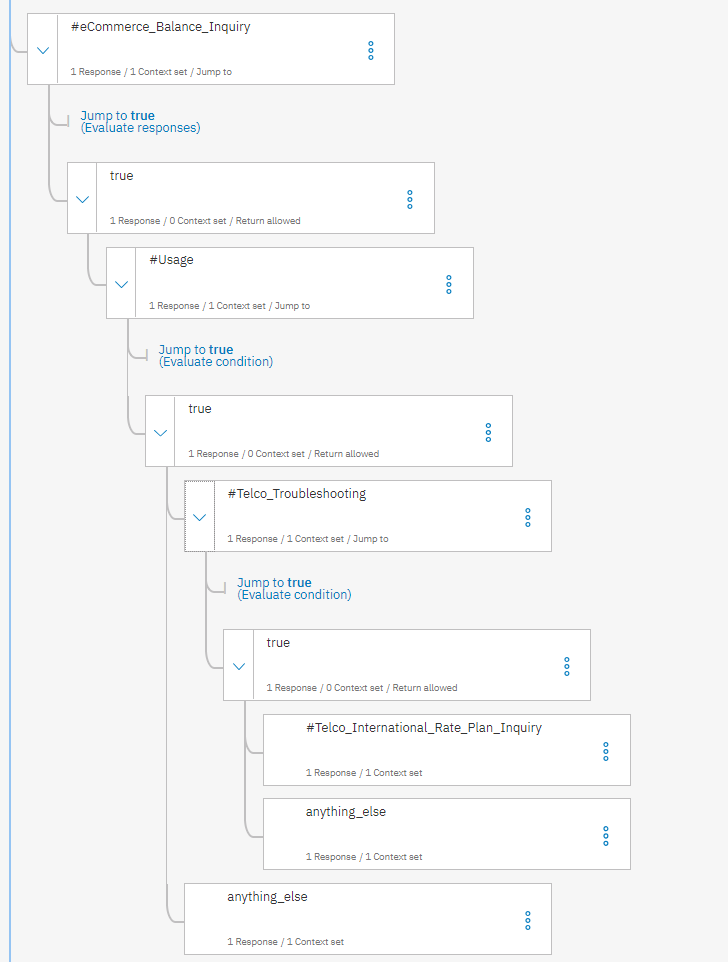 #eCommerce_Balance_Inquiry
1 Response / 1 Context set / Jump to
Jump to true
(Evaluate responses)
true
1 Response / 0 Context set / Return allowed
#Usage
1 Response / 1 Context set / Jump to
Jump to true
(Evaluate condition)
true
1 Response / 0 Context set / Return allowed
#Telco_Troubleshooting
1 Response / 1 Context set / Jump to
Jump to true
(Evaluate condition)
true
1 Response / 0 Context set / Return allowed
#Telco_International_Rate_Plan_Inquiry
1 Response / 1 Context set
anything_else
1 Response / 1 Context set
anything_else
1 Response / 1 Context set